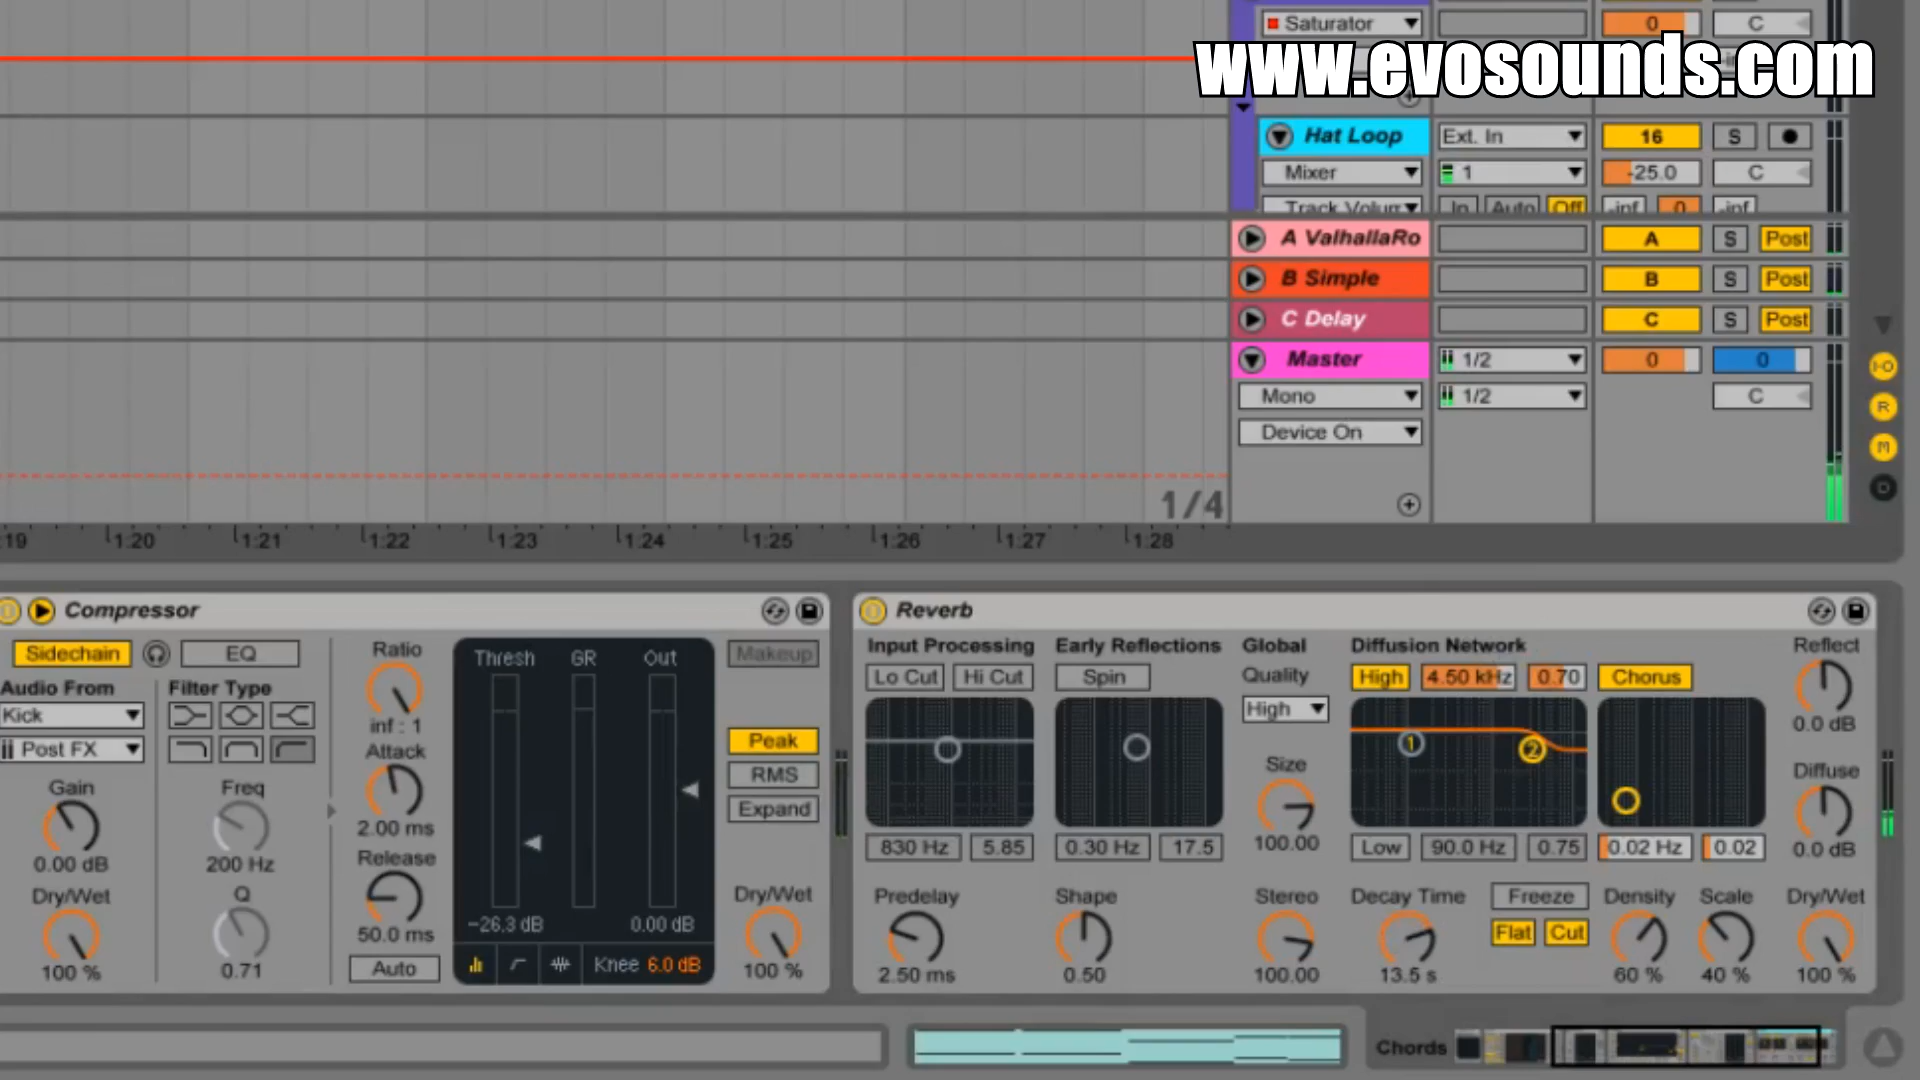 Saturator 0 C
www.evosounds.com
Hat Loop Ext. In 16 S
Mixer 1 -25.0 C
Track Volum In Auto Off -inf 0 -inf
A ValhallaRo A S Post
B Simple B S Post
C Delay C S Post
Master 1/2 0 0
Mono 1/2 C
Device On
I-O
R
M
D
1/4
:19 1:20 1:21 1:22 1:23 1:24 1:25 1:26 1:27 1:28
Compressor
Sidechain EQ
Audio From Filter Type
Kick
Post FX
Gain Freq
0.00 dB 200 Hz
Dry/Wet Q
100 % 0.71
Ratio
inf : 1
Attack
2.00 ms
Release
50.0 ms
Auto
Thresh GR Out
-26.3 dB 0.00 dB
Knee 6.0 dB
Makeup
Peak
RMS
Expand
Dry/Wet
100 %
Reverb
Input Processing Early Reflections Global Diffusion Network Reflect
Lo Cut Hi Cut Spin Quality High 4.50 kHz 0.70 Chorus
High
0.0 dB
1 2
Size Diffuse
830 Hz 5.85 0.30 Hz 17.5 100.00 Low 90.0 Hz 0.75 0.02 Hz 0.02 0.0 dB
Predelay Shape Stereo Decay Time Freeze Density Scale Dry/Wet
Flat Cut
2.50 ms 0.50 100.00 13.5 s 60 % 40 % 100 %
Chords